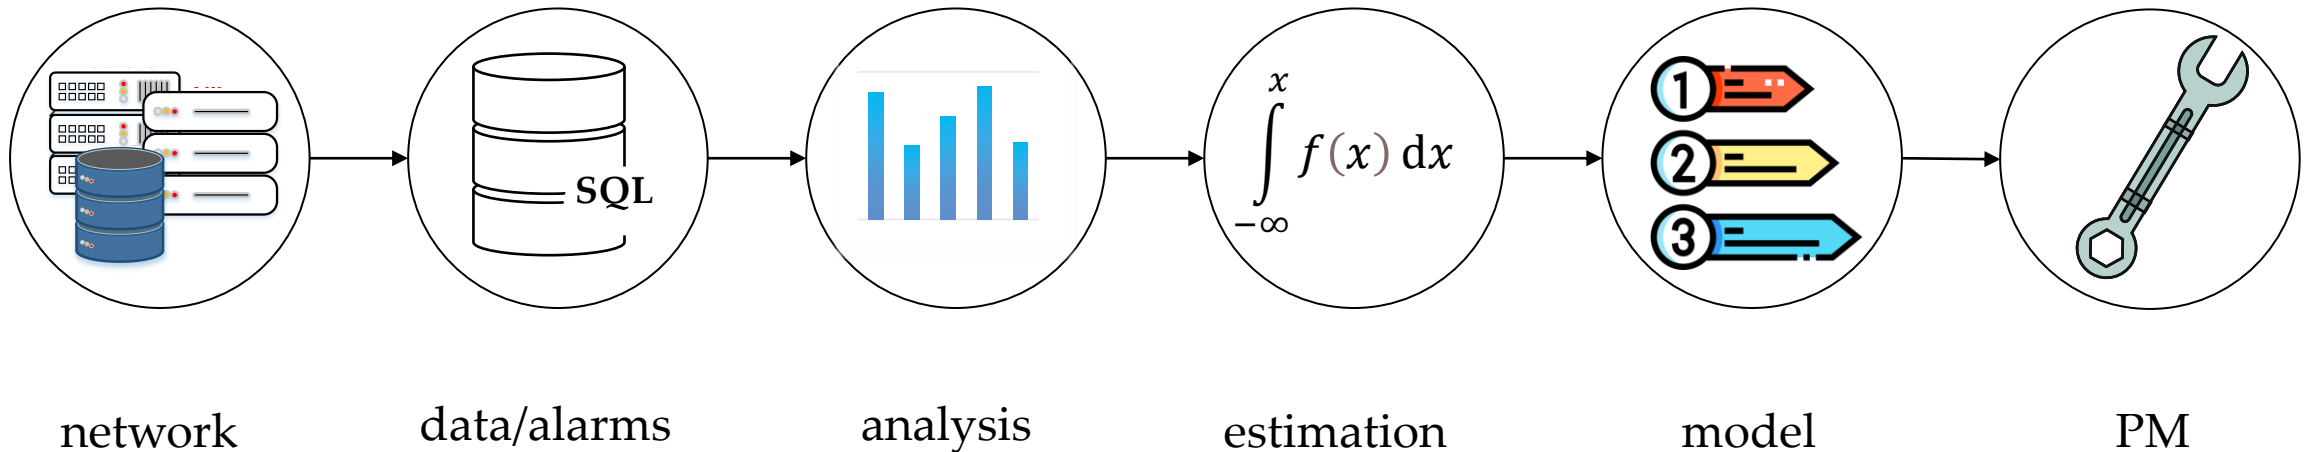 SQL
x
∫ f(x) dx
−∞
1
2
3
network
data/alarms
analysis
estimation
model
PM